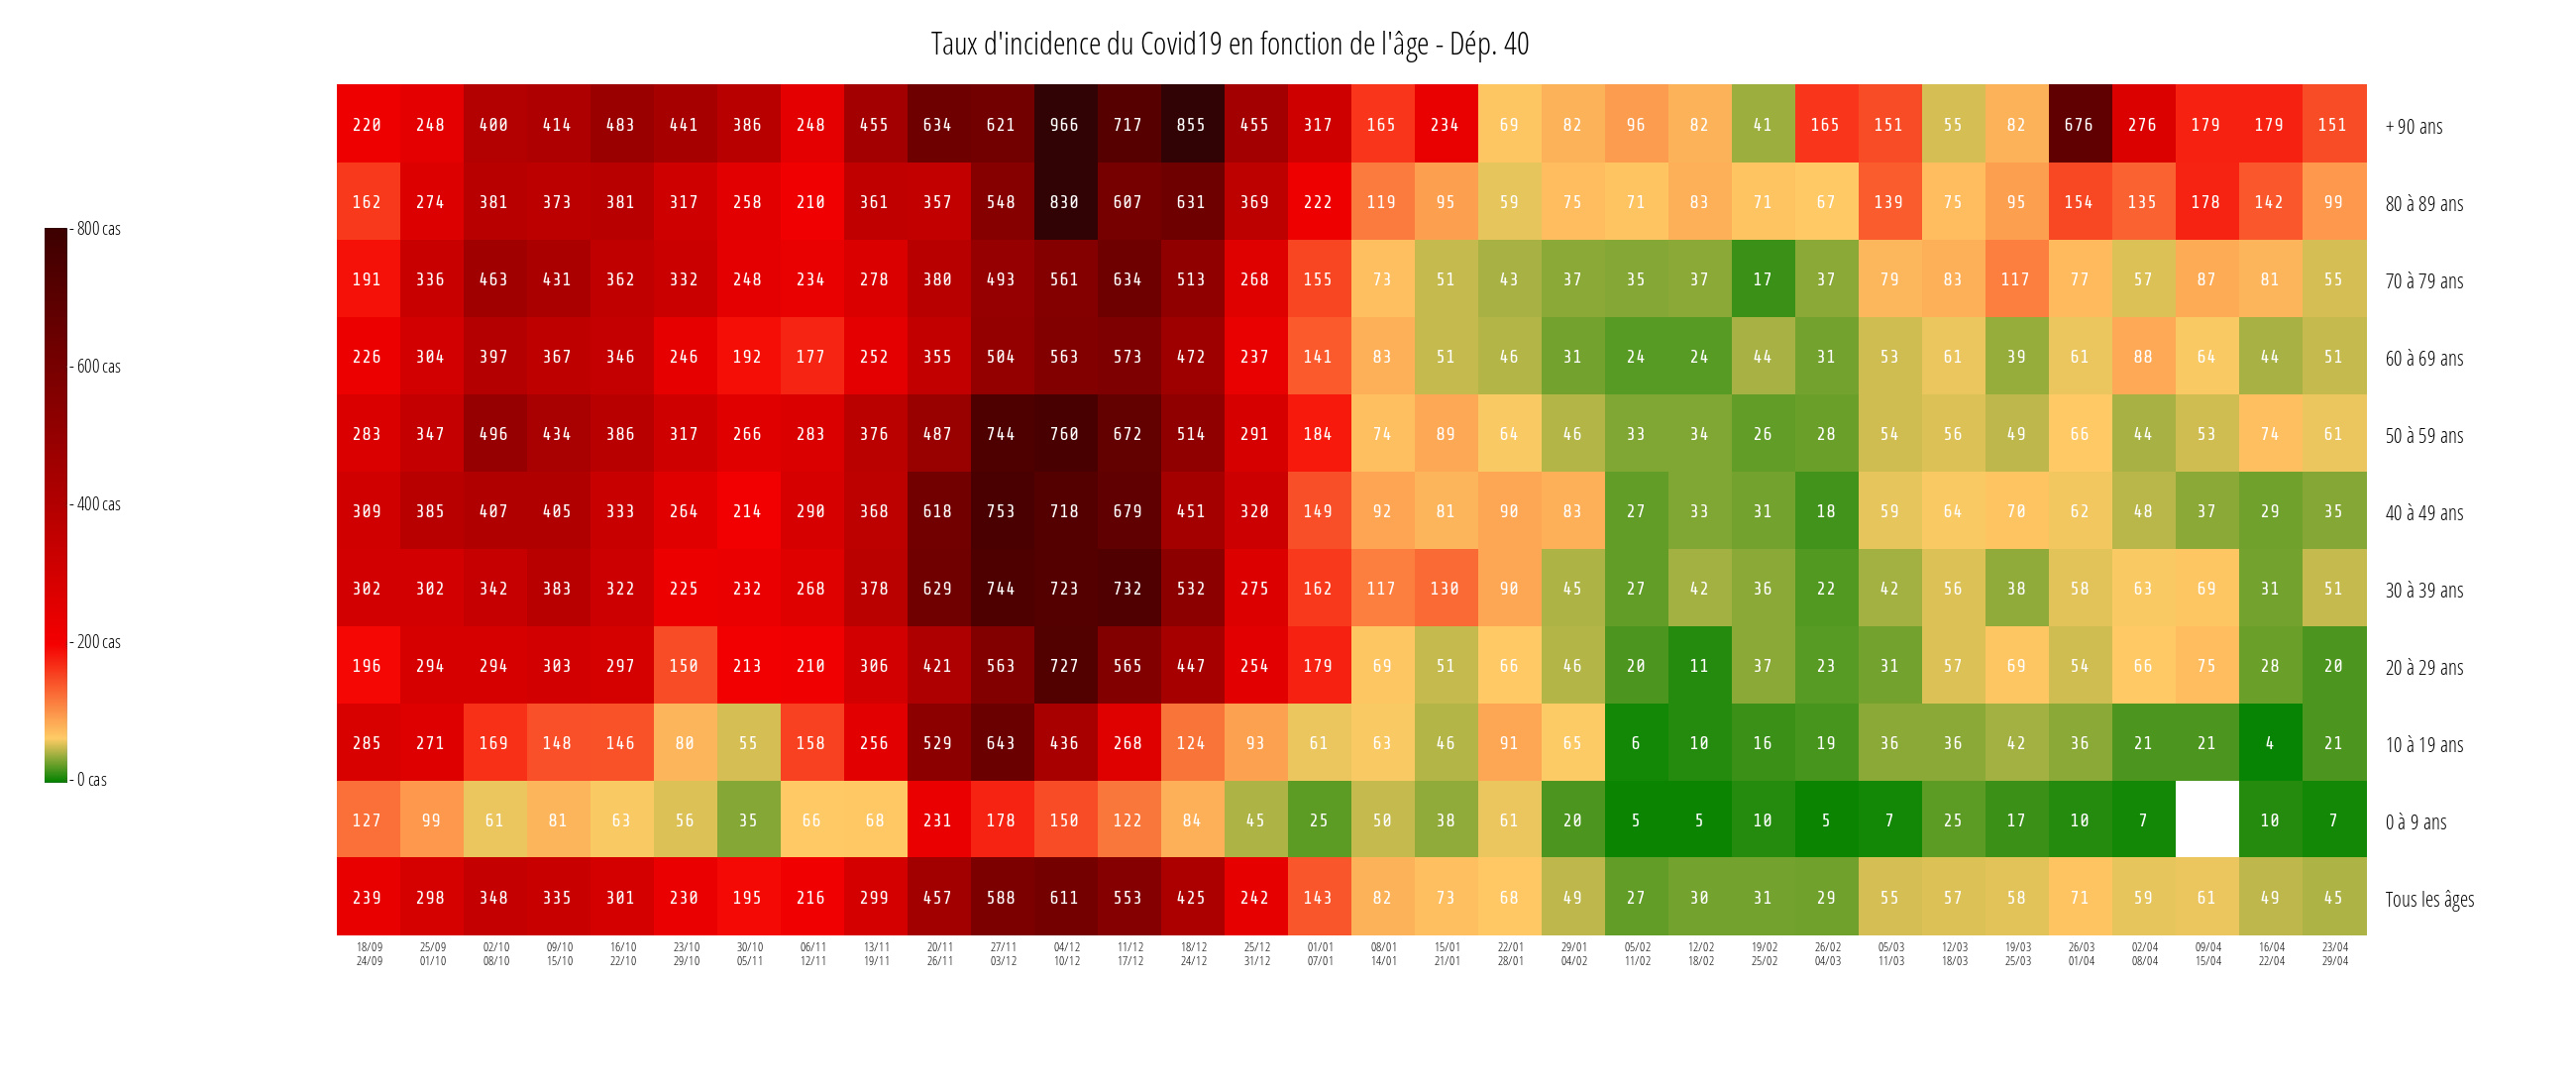 Taux d'incidence du Covid19 en fonction de l'âge - Dép. 40
220 248 400 414 483 441 386 248 455 634 621 966 717 855 455 317 165 234 69 82 96 82 41 165 151 55 82 676 276 179 179 151 + 90 ans
162 274 381 373 381 317 258 210 361 357 548 830 607 631 369 222 119 95 59 75 71 83 71 67 139 75 95 154 135 178 142 99 80 à 89 ans
- 800 cas
191 336 463 431 362 332 248 234 278 380 493 561 634 513 268 155 73 51 43 37 35 37 17 37 79 83 117 77 57 87 81 55 70 à 79 ans
226 304 397 367 346 246 192 177 252 355 504 563 573 472 237 141 83 51 46 31 24 24 44 31 53 61 39 61 88 64 44 51 60 à 69 ans
- 600 cas
283 347 496 434 386 317 266 283 376 487 744 760 672 514 291 184 74 89 64 46 33 34 26 28 54 56 49 66 44 53 74 61 50 à 59 ans
- 400 cas
309 385 407 405 333 264 214 290 368 618 753 718 679 451 320 149 92 81 90 83 27 33 31 18 59 64 70 62 48 37 29 35 40 à 49 ans
302 302 342 383 322 225 232 268 378 629 744 723 732 532 275 162 117 130 90 45 27 42 36 22 42 56 38 58 63 69 31 51 30 à 39 ans
- 200 cas
196 294 294 303 297 150 213 210 306 421 563 727 565 447 254 179 69 51 66 46 20 11 37 23 31 57 69 54 66 75 28 20 20 à 29 ans
285 271 169 148 146 80 55 158 256 529 643 436 268 124 93 61 63 46 91 65 6 10 16 19 36 36 42 36 21 21 4 21 10 à 19 ans
- 0 cas
127 99 61 81 63 56 35 66 68 231 178 150 122 84 45 25 50 38 61 20 5 5 10 5 7 25 17 10 7 10 7 0 à 9 ans
239 298 348 335 301 230 195 216 299 457 588 611 553 425 242 143 82 73 68 49 27 30 31 29 55 57 58 71 59 61 49 45 Tous les âges
18/09 25/09 02/10 09/10 16/10 23/10 30/10 06/11 13/11 20/11 27/11 04/12 11/12 18/12 25/12 01/01 08/01 15/01 22/01 29/01 05/02 12/02 19/02 26/02 05/03 12/03 19/03 26/03 02/04 09/04 16/04 23/04
24/09 01/10 08/10 15/10 22/10 29/10 05/11 12/11 19/11 26/11 03/12 10/12 17/12 24/12 31/12 07/01 14/01 21/01 28/01 04/02 11/02 18/02 25/02 04/03 11/03 18/03 25/03 01/04 08/04 15/04 22/04 29/04